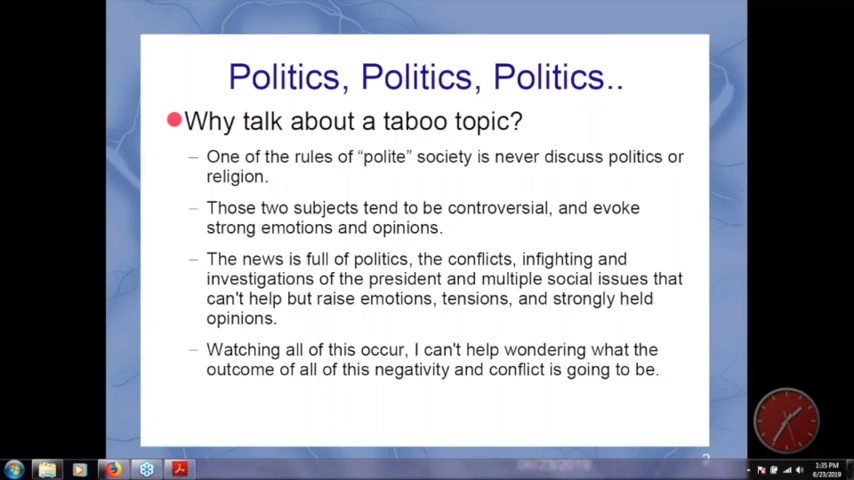 Politics, Politics, Politics..
Why talk about a taboo topic?
– One of the rules of “polite” society is never discuss politics or
religion.
– Those two subjects tend to be controversial, and evoke
strong emotions and opinions.
– The news is full of politics, the conflicts, infighting and
investigations of the president and multiple social issues that
can't help but raise emotions, tensions, and strongly held
opinions.
– Watching all of this occur, I can't help wondering what the
outcome of all of this negativity and conflict is going to be.
06/23/2019
1:35 PM
6/23/2019